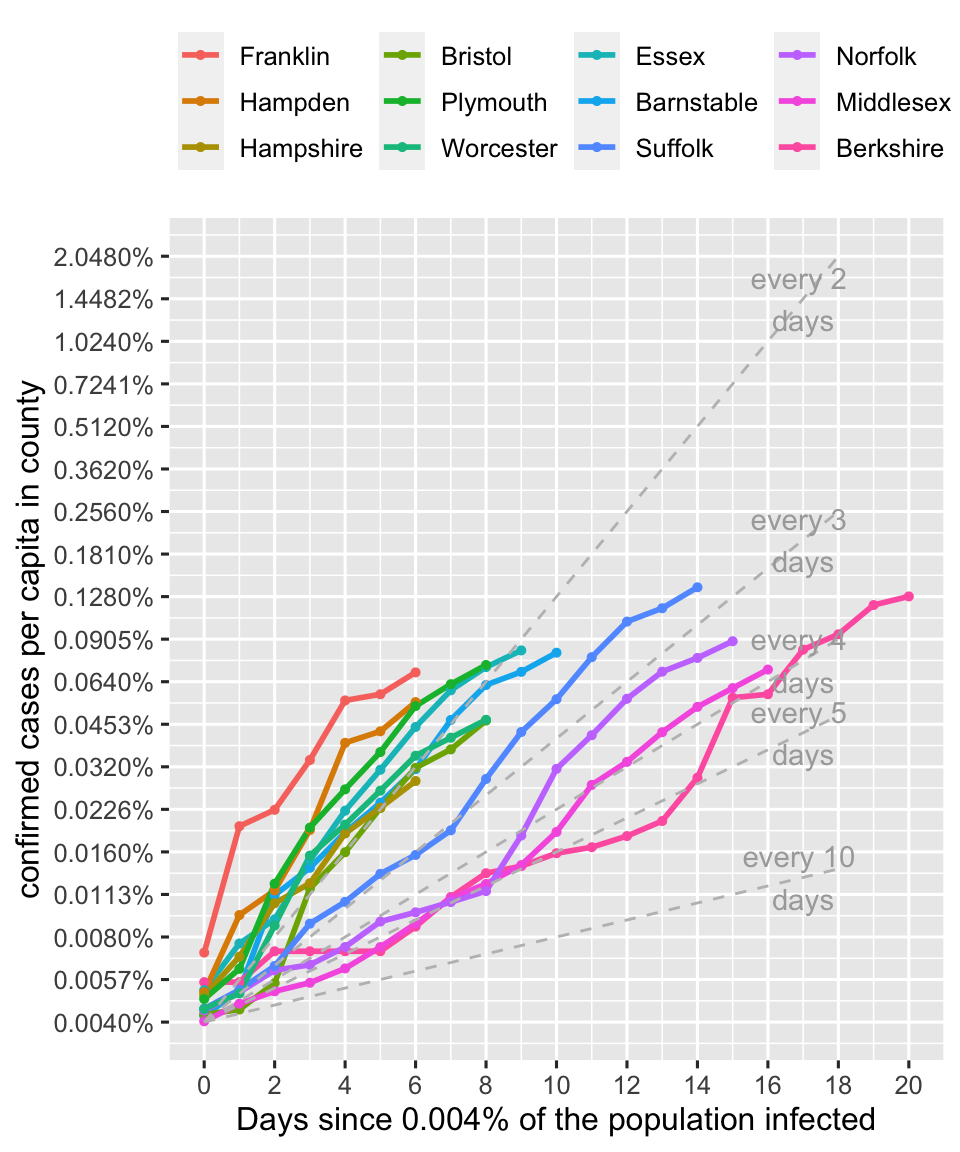 Franklin Bristol Essex Norfolk
Hampden Plymouth Barnstable Middlesex
Hampshire Worcester Suffolk Berkshire
confirmed cases per capita in county
2.0480%
1.4482%
1.0240%
0.7241%
0.5120%
0.3620%
0.2560%
0.1810%
0.1280%
0.0905%
0.0640%
0.0453%
0.0320%
0.0226%
0.0160%
0.0113%
0.0080%
0.0057%
0.0040%
every 2
days
every 3
days
every 4
days
every 5
days
every 10
days
0 2 4 6 8 10 12 14 16 18 20
Days since 0.004% of the population infected